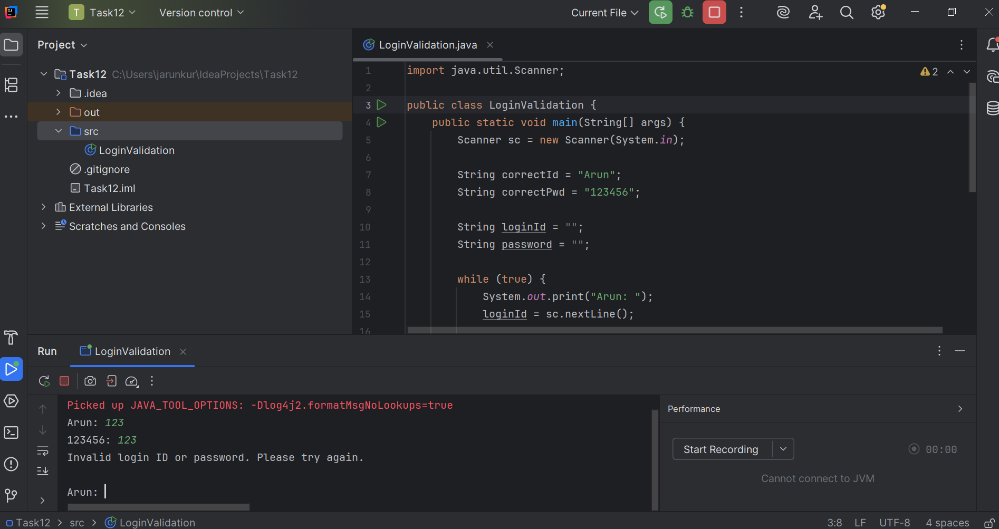 T Task12 Version control Current File
Project
Task12 C:\Users\jarunkur\IdeaProjects\Task12
.idea
out
src
LoginValidation
.gitignore
Task12.iml
External Libraries
Scratches and Consoles
LoginValidation.java
2
1 import java.util.Scanner;
2
3 public class LoginValidation {
4 public static void main(String[] args) {
5 Scanner sc = new Scanner(System.in);
6
7 String correctId = "Arun";
8 String correctPwd = "123456";
9
10 String loginId = "";
11 String password = "";
12
13 while (true) {
14 System.out.print("Arun: ");
15 loginId = sc.nextLine();
16
Run LoginValidation
Picked up JAVA_TOOL_OPTIONS: -Dlog4j2.formatMsgNoLookups=true
Arun: 123
123456: 123
Invalid login ID or password. Please try again.
Arun:
Performance
Start Recording 00:00
Cannot connect to JVM
Task12 > src > LoginValidation 3:8 LF UTF-8 4 spaces